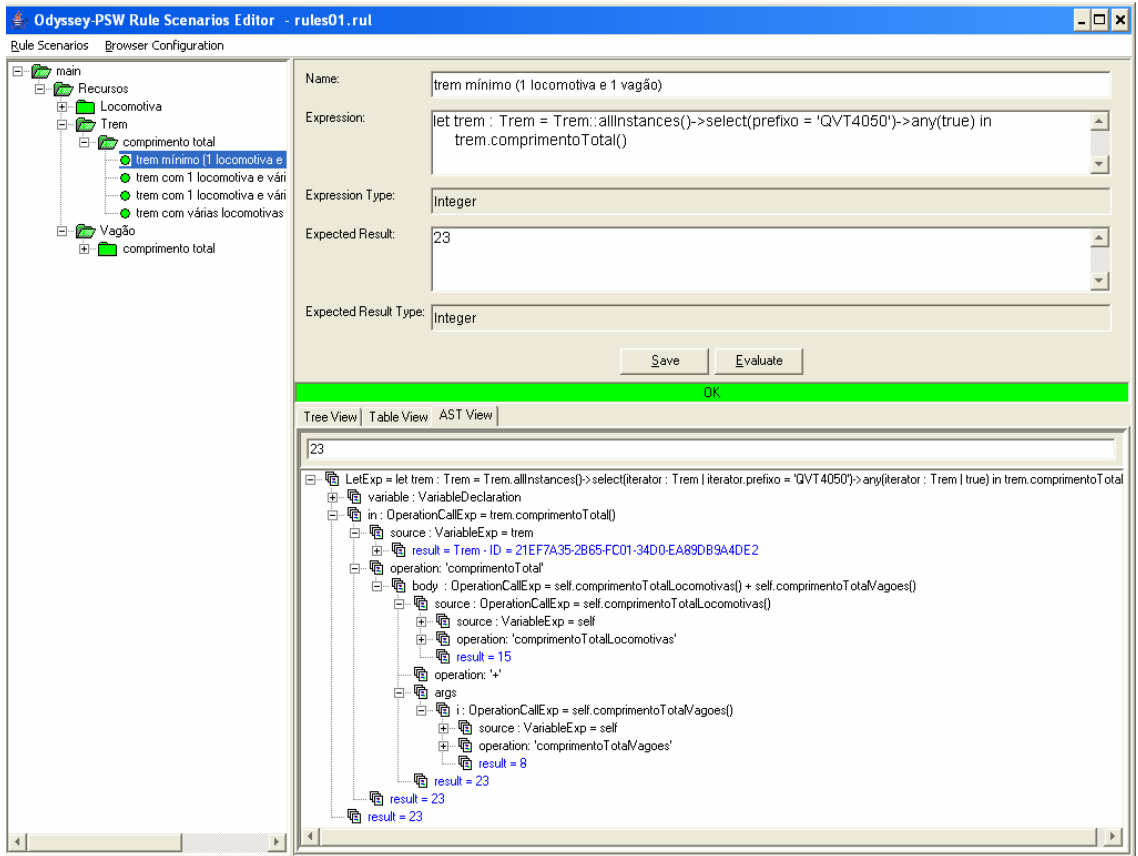 Odyssey-PSW Rule Scenarios Editor - rules01.rul
Rule Scenarios Browser Configuration
main
Recursos
Locomotiva
Trem
comprimento total
trem mínimo (1 locomotiva e
trem com 1 locomotiva e vári
trem com 1 locomotiva e vári
trem com várias locomotivas
Vagão
comprimento total
Name:
trem mínimo (1 locomotiva e 1 vagão)
Expression:
let trem : Trem = Trem::allInstances()->select(prefixo = 'QVT4050')->any(true) in
trem.comprimentoTotal()
Expression Type:
Integer
Expected Result:
23
Expected Result Type:
Integer
Save Evaluate
OK
Tree View Table View AST View
23
LetExp = let trem : Trem = Trem.allInstances()->select(iterator : Trem | iterator.prefixo = 'QVT4050')->any(iterator : Trem | true) in trem.comprimentoTotal
variable : VariableDeclaration
in : OperationCallExp = trem.comprimentoTotal()
source : VariableExp = trem
result = Trem - ID = 21EF7A35-2B65-FC01-34D0-EA89DB9A4DE2
operation: 'comprimentoTotal'
body : OperationCallExp = self.comprimentoTotalLocomotivas() + self.comprimentoTotalVagoes()
source : OperationCallExp = self.comprimentoTotalLocomotivas()
source : VariableExp = self
operation: 'comprimentoTotalLocomotivas'
result = 15
operation: '+'
args
i : OperationCallExp = self.comprimentoTotalVagoes()
source : VariableExp = self
operation: 'comprimentoTotalVagoes'
result = 8
result = 23
result = 23
result = 23